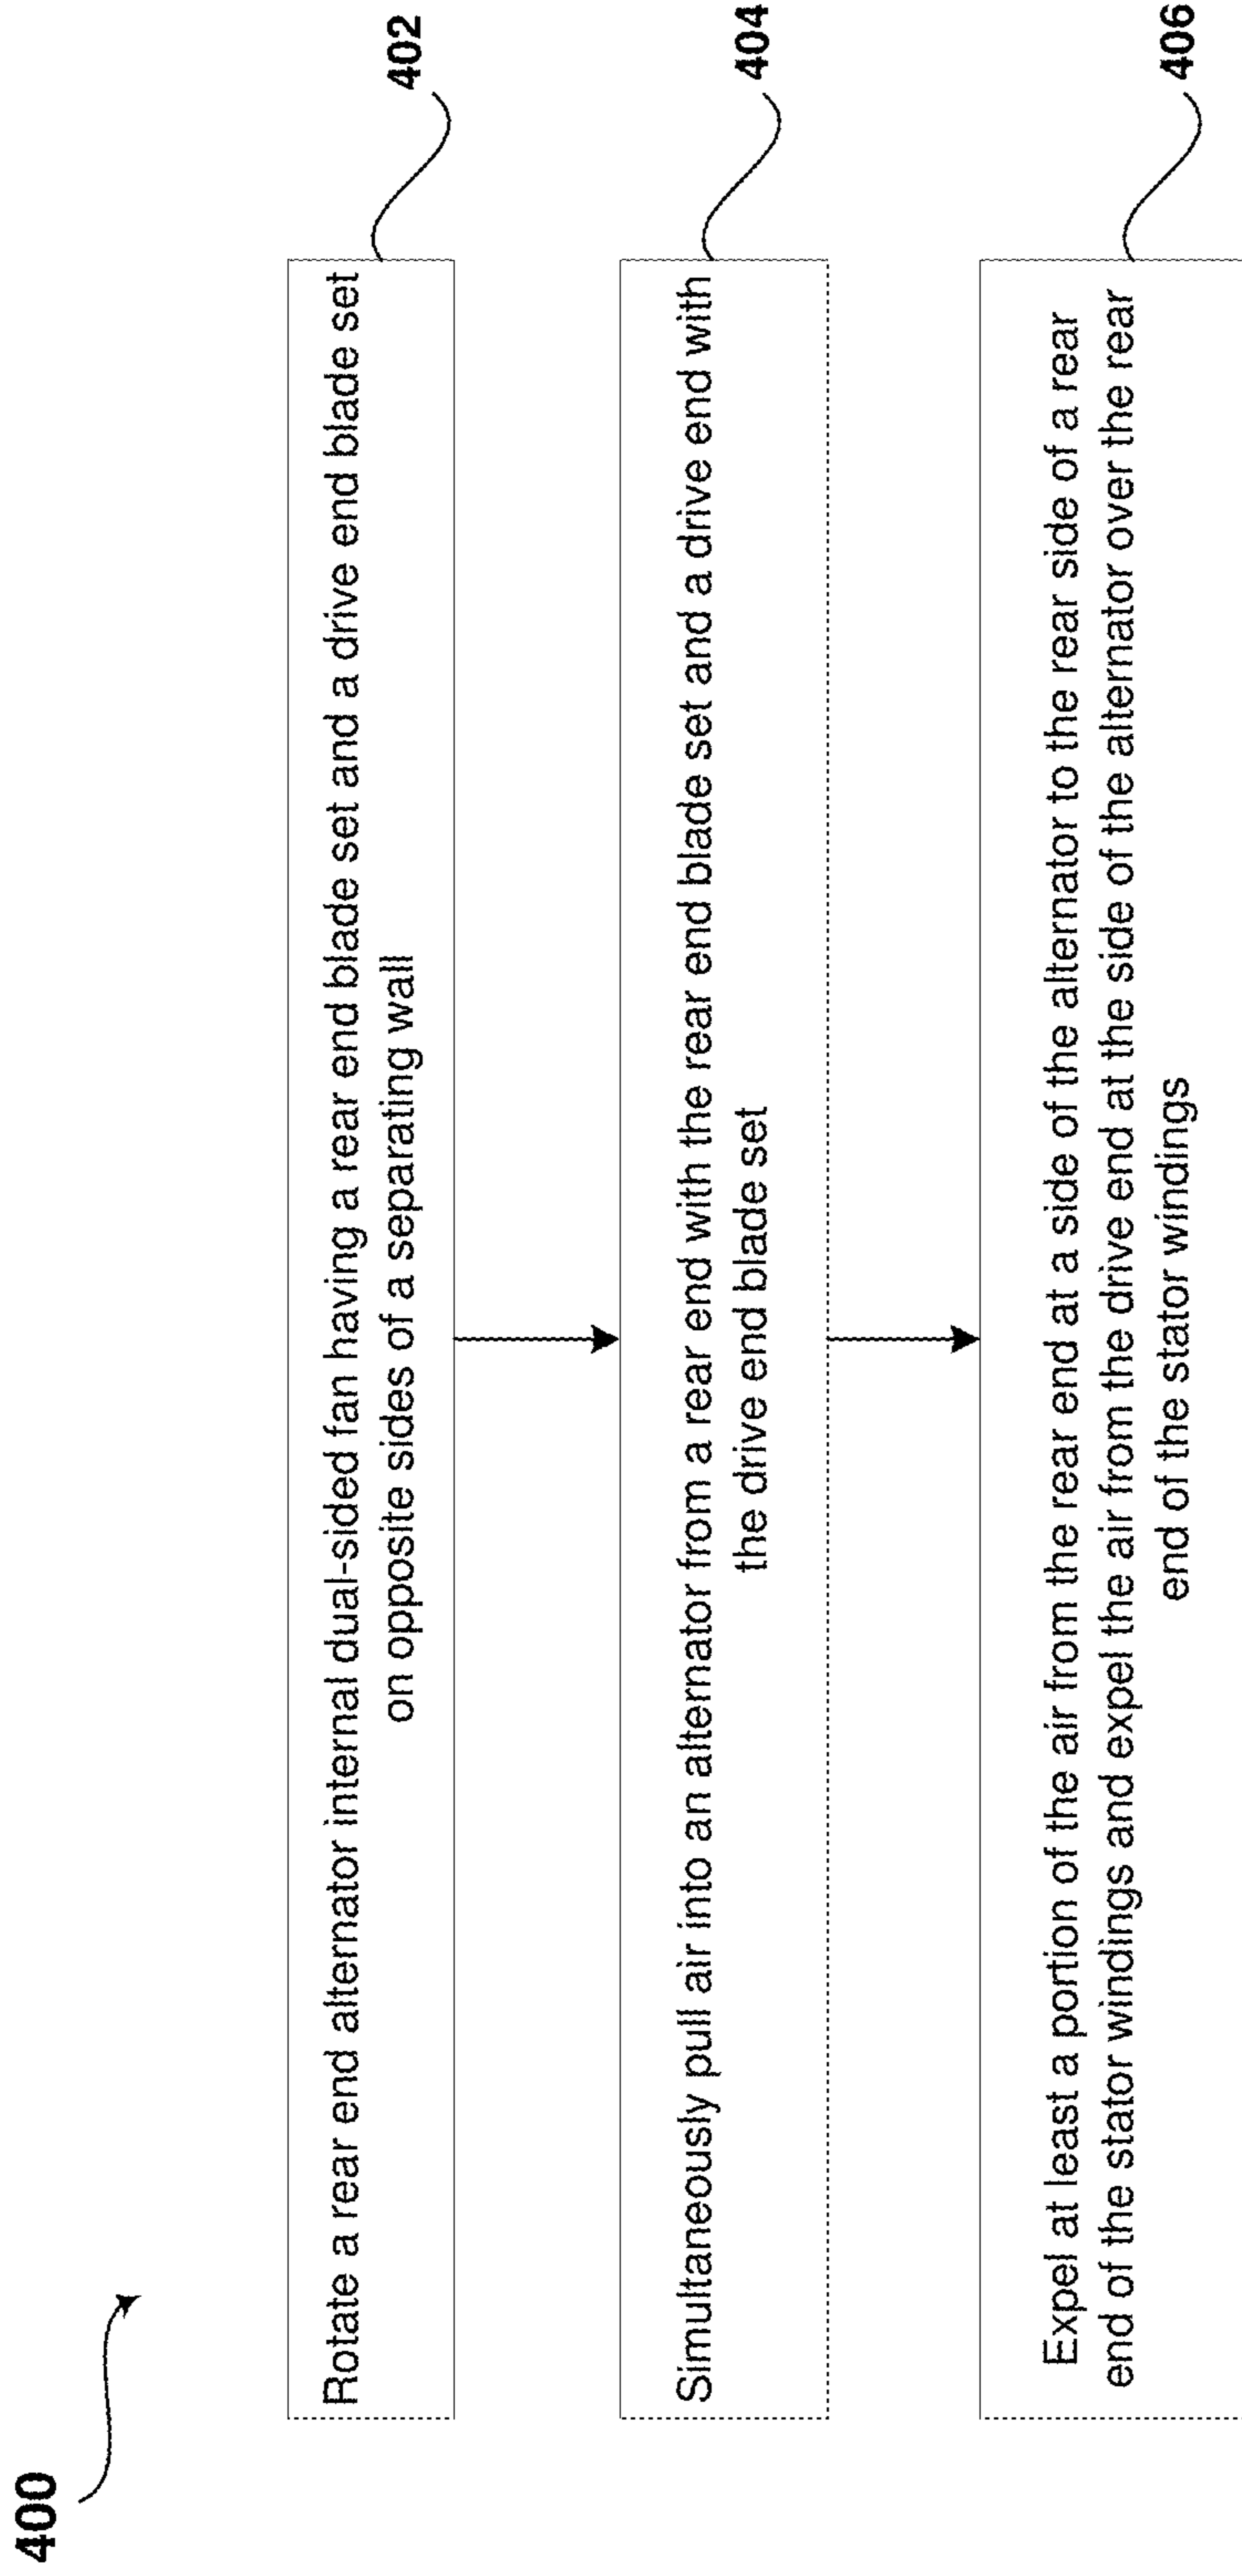 400
Rotate a rear end alternator internal dual-sided fan having a rear end blade set and a drive end blade set
on opposite sides of a separating wall
402
Simultaneously pull air into an alternator from a rear end with the rear end blade set and a drive end with
the drive end blade set
404
Expel at least a portion of the air from the rear end at a side of the alternator to the rear side of a rear
end of the stator windings and expel the air from the drive end at the side of the alternator over the rear
end of the stator windings
406